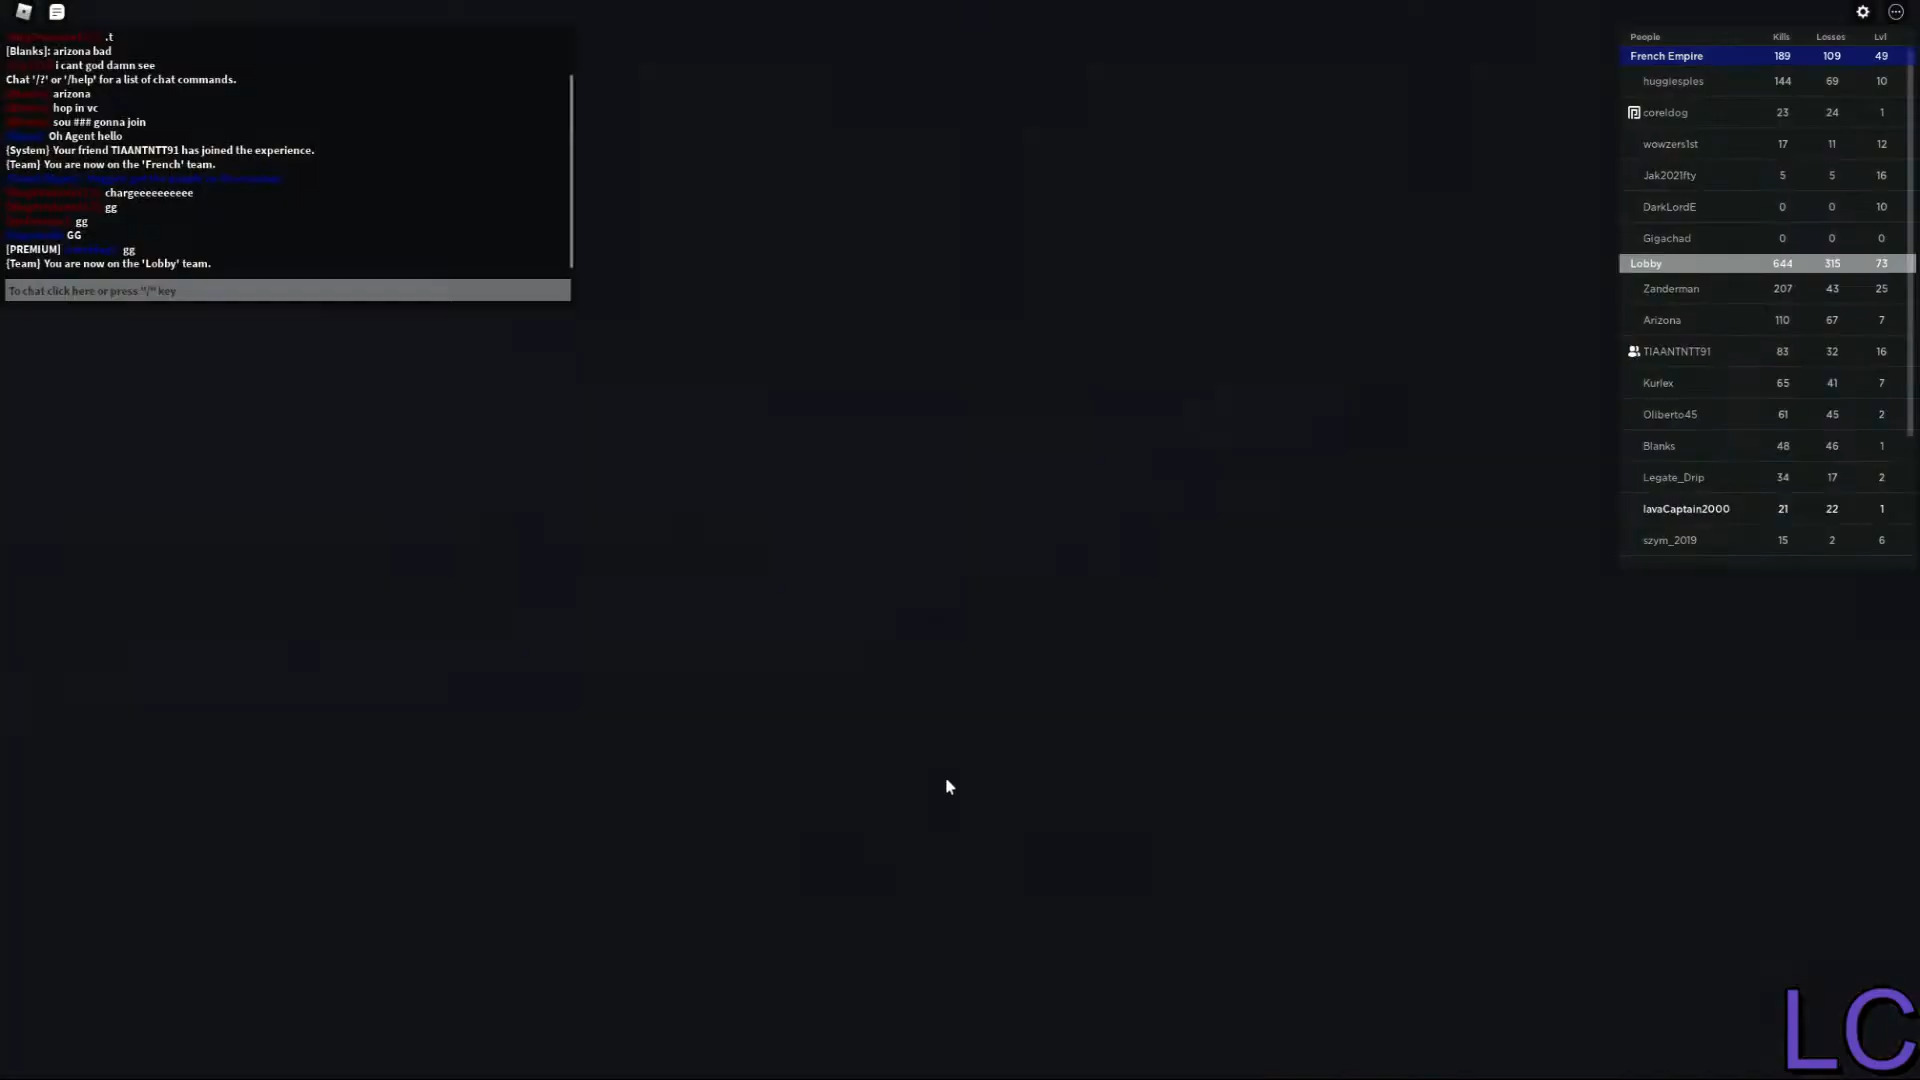 .t
[Blanks]: arizona bad
i cant god damn see
Chat '/?' or '/help' for a list of chat commands.
arizona
hop in vc
sou ### gonna join
Oh Agent hello
{System} Your friend TIAANTNTT91 has joined the experience.
{Team} You are now on the 'French' team.
chargeeeeeeeeee
gg
gg
GG
[PREMIUM] gg
{Team} You are now on the 'Lobby' team.
To chat click here or press "/" key
People Kills Losses Lvl
French Empire 189 109 49
huggiesples 144 69 10
coreldog 23 24 1
wowzers1st 17 11 12
Jak2021fty 5 5 16
DarkLordE 0 0 10
Gigachad 0 0 0
Lobby 644 315 73
Zanderman 207 43 25
Arizona 110 67 7
TIAANTNTT91 83 32 16
Kurlex 65 41 7
Oliberto45 61 45 2
Blanks 48 46 1
Legate_Drip 34 17 2
lavaCaptain2000 21 22 1
szym_2019 15 2 6
LC